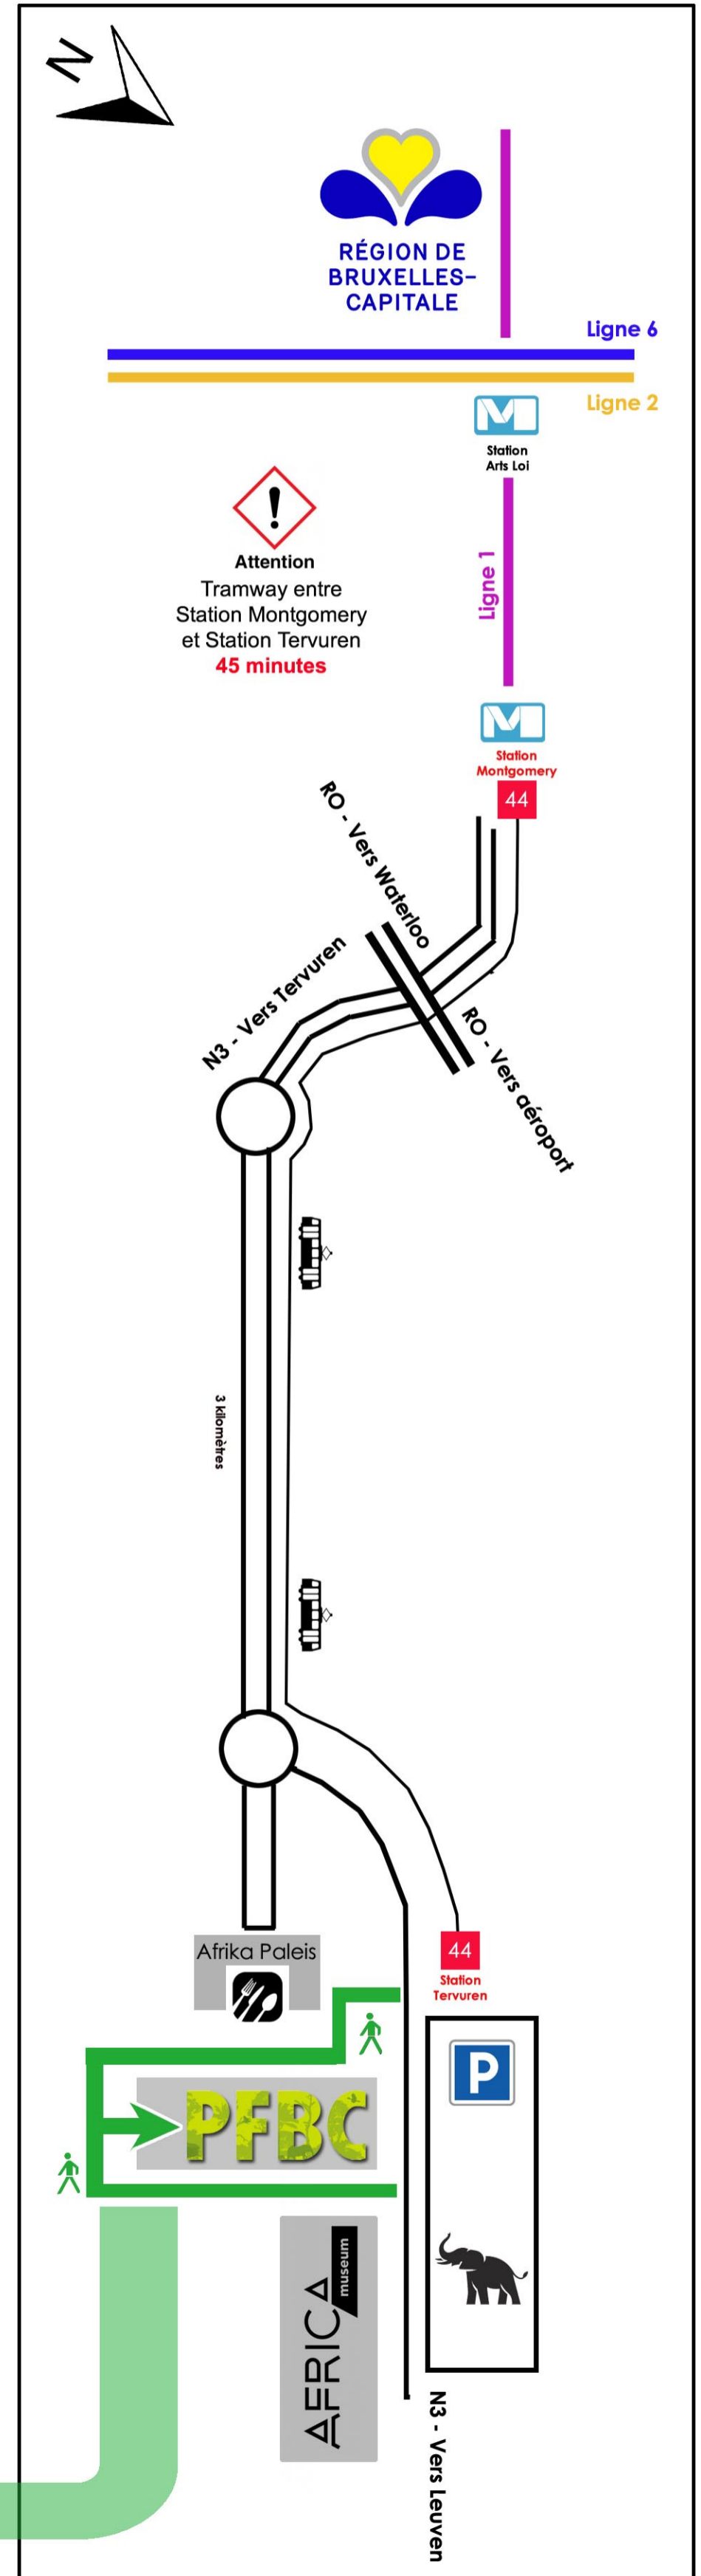 N
RÉGION DE
BRUXELLES-
CAPITALE
Ligne 6
Ligne 2
Station
Arts Loi
Attention
Tramway entre
Station Montgomery
et Station Tervuren
45 minutes
Ligne 1
Station
Montgomery
44
RO - Vers Waterloo
N3 - Vers Tervuren
RO - Vers aéroport
3 kilomètres
Afrika Paleis
44
Station
Tervuren
P
PFBC
AFRICA
museum
N3 - Vers Leuven